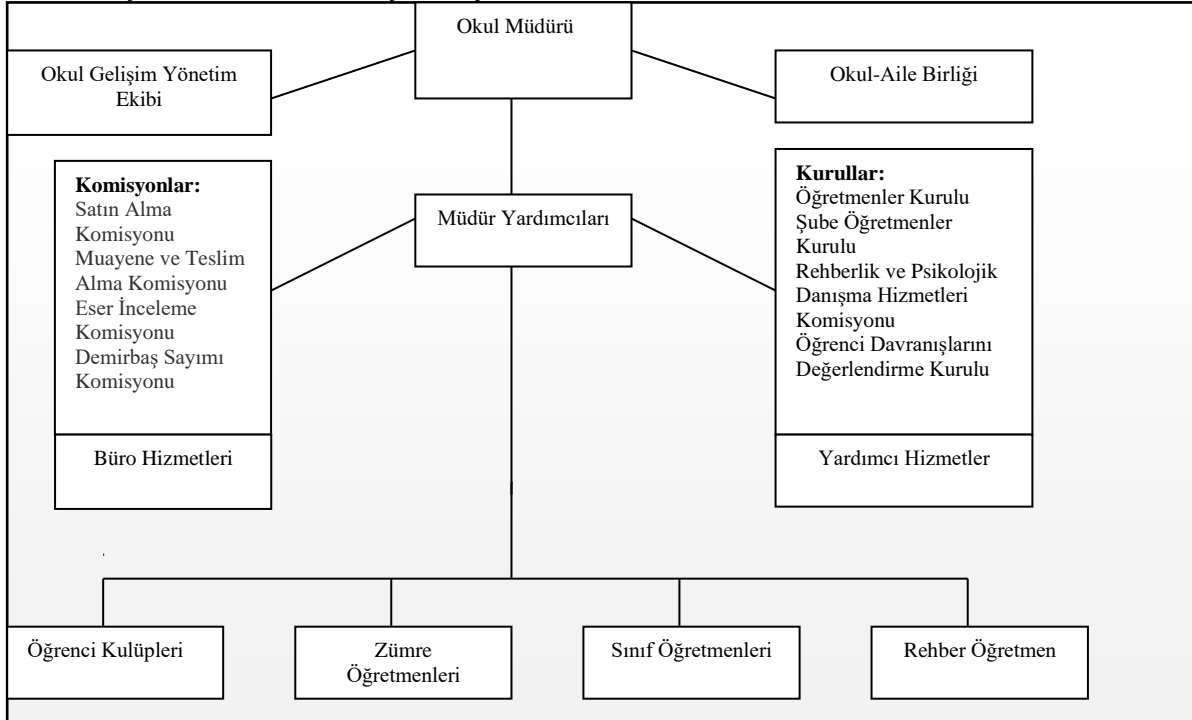 Okul Müdürü
Okul Gelişim Yönetim
Ekibi
Okul-Aile Birliği
Komisyonlar:
Satın Alma
Komisyonu
Muayene ve Teslim
Alma Komisyonu
Eser İnceleme
Komisyonu
Demirbaş Sayımı
Komisyonu
Müdür Yardımcıları
Kurullar:
Öğretmenler Kurulu
Şube Öğretmenler
Kurulu
Rehberlik ve Psikolojik
Danışma Hizmetleri
Komisyonu
Öğrenci Davranışlarını
Değerlendirme Kurulu
Büro Hizmetleri
Yardımcı Hizmetler
Öğrenci Kulüpleri
Zümre
Öğretmenleri
Sınıf Öğretmenleri
Rehber Öğretmen